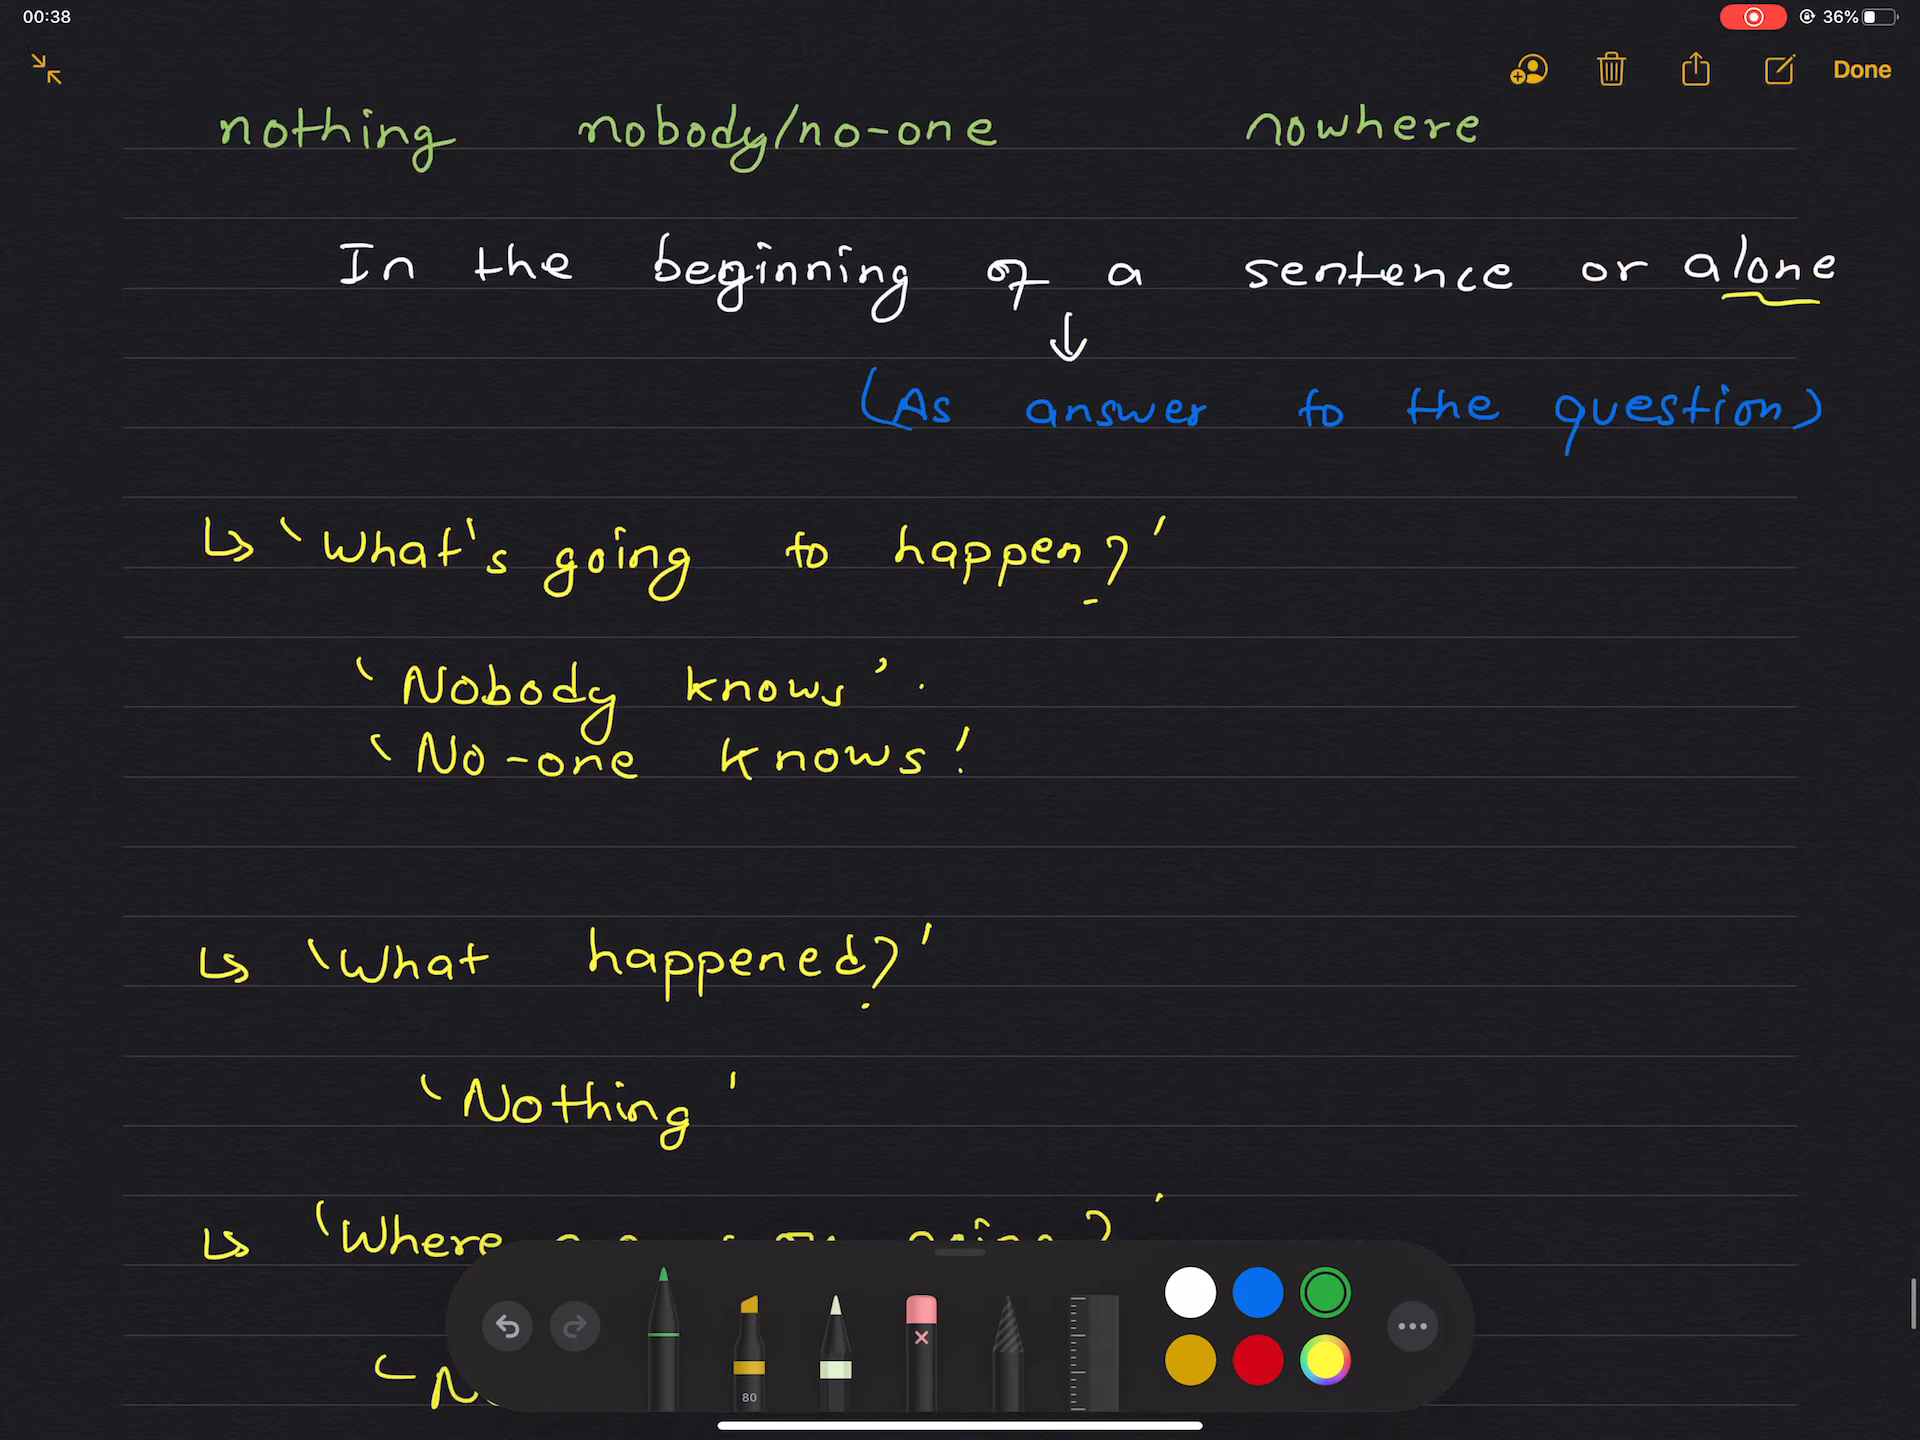 00:38
36%
Done
nothing nobody/no-one nowhere
In the beginning of a sentence or alone
↓
(As answer to the question)
↳ 'What's going to happen?'
'Nobody knows'.
'No-one knows!
↳ 'What happened?'
'Nothing'
↳ 'Where going?'
80